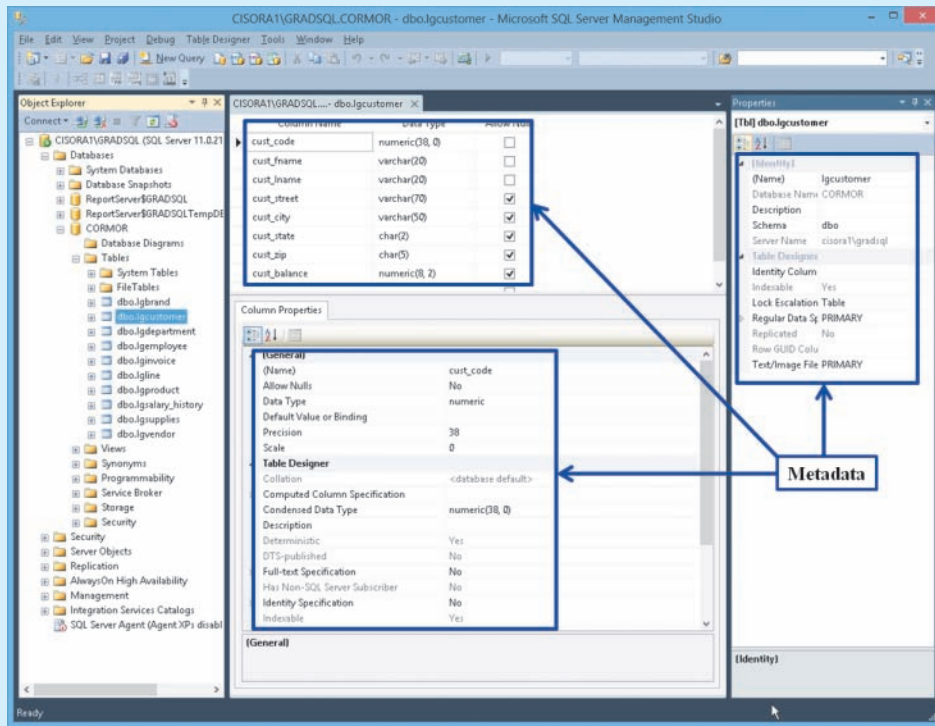 CISORA1\GRADSQL.CORMOR - dbo.lgcustomer - Microsoft SQL Server Management Studio
File Edit View Project Debug Table Designer Tools Window Help
New Query
Object Explorer
Connect
CISORA1\GRADSQL (SQL Server 11.0.21
Databases
System Databases
Database Snapshots
ReportServer$GRADSQL
ReportServer$GRADSQLTempDE
CORMOR
Database Diagrams
Tables
System Tables
FileTables
dbo.lgbrand
dbo.lgcustomer
dbo.lgdepartment
dbo.lgemployee
dbo.lginvoice
dbo.lgline
dbo.lgproduct
dbo.lgsalary_history
dbo.lgsupplies
dbo.lgvendor
Views
Synonyms
Programmability
Service Broker
Storage
Security
Security
Server Objects
Replication
AlwaysOn High Availability
Management
Integration Services Catalogs
SQL Server Agent (Agent XPs disabl
CISORA1\GRADSQL....- dbo.lgcustomer
Column Name Data Type Allow Null
cust_code numeric(38, 0)
cust_fname varchar(20)
cust_lname varchar(20)
cust_street varchar(70)
cust_city varchar(50)
cust_state char(2)
cust_zip char(5)
cust_balance numeric(8, 2)
Column Properties
(General)
(Name) cust_code
Allow Nulls No
Data Type numeric
Default Value or Binding
Precision 38
Scale 0
Table Designer
Collation <database default>
Computed Column Specification
Condensed Data Type numeric(38, 0)
Description
Deterministic Yes
DTS-published No
Full-text Specification No
Has Non-SQL Server Subscriber No
Identity Specification No
Indexable Yes
(General)
Properties
[Tbl] dbo.lgcustomer
(Identity)
(Name) lgcustomer
Database Name CORMOR
Description
Schema dbo
Server Name cisora1\gradsql
Table Designer
Identity Colum
Indexable Yes
Lock Escalation Table
Regular Data Sp PRIMARY
Replicated No
Row GUID Colu
Text/Image File PRIMARY
Metadata
(Identity)
Ready